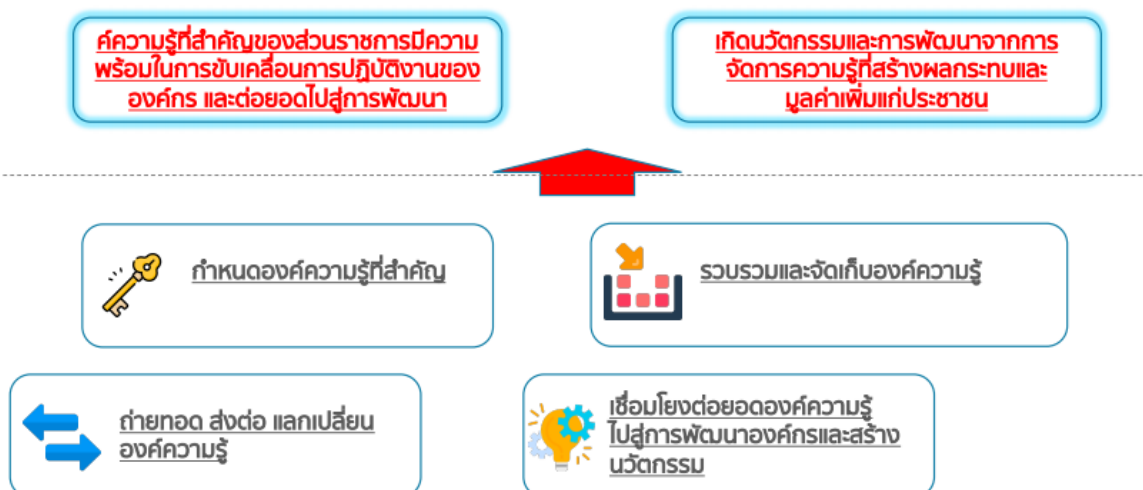 ค์ความรู้ที่สำคัญของส่วนราชการมีความ
พร้อมในการขับเคลื่อนการปฏิบัติงานของ
องค์กร และต่อยอดไปสู่การพัฒนา
เกิดนวัตกรรมและการพัฒนาจากการ
จัดการความรู้ที่สร้างผลกระทบและ
มูลค่าเพิ่มแก่ประชาชน
กำหนดองค์ความรู้ที่สำคัญ
รวบรวมและจัดเก็บองค์ความรู้
ถ่ายทอด ส่งต่อ แลกเปลี่ยน
องค์ความรู้
เชื่อมโยงต่อยอดองค์ความรู้
ไปสู่การพัฒนาองค์กรและสร้าง
นวัตกรรม